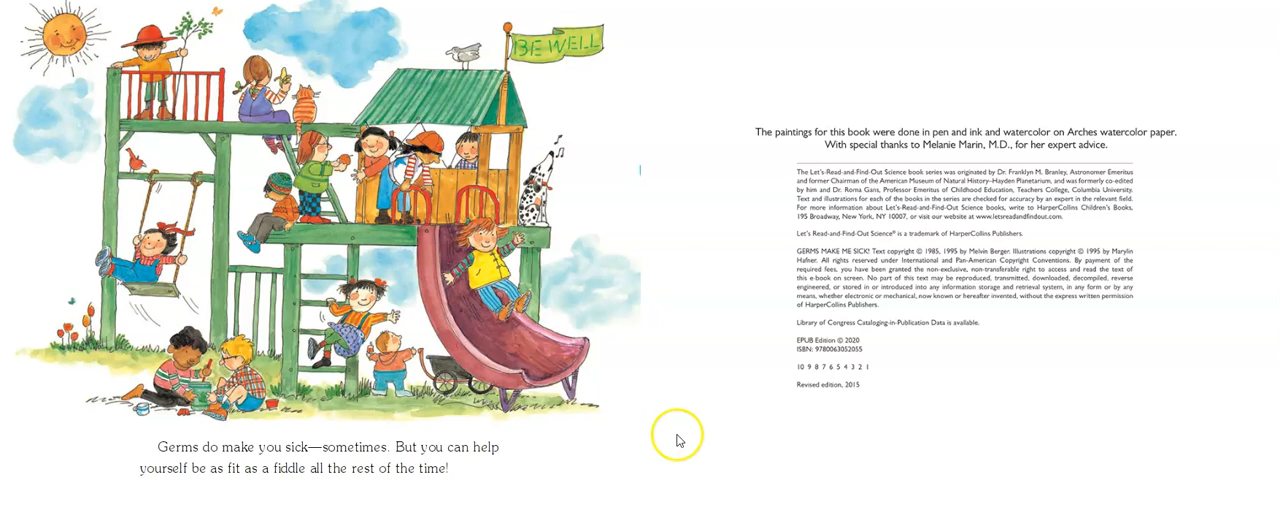 BE WELL
Germs do make you sick—sometimes. But you can help
yourself be as fit as a fiddle all the rest of the time!
The paintings for this book were done in pen and ink and watercolor on Arches watercolor paper.
With special thanks to Melanie Marin, M.D., for her expert advice.
The Let's-Read-and-Find-Out Science book series was originated by Dr. Franklyn M. Branley, Astronomer Emeritus
and former Chairman of the American Museum of Natural History–Hayden Planetarium, and was formerly co-edited
by him and Dr. Roma Gans, Professor Emeritus of Childhood Education, Teachers College, Columbia University.
Text and illustrations for each of the books in the series are checked for accuracy by an expert in the relevant field.
For more information about Let's-Read-and-Find-Out Science books, write to HarperCollins Children's Books,
195 Broadway, New York, NY 10007, or visit our website at www.letsreadandfindout.com.
Let's Read-and-Find-Out Science® is a trademark of HarperCollins Publishers.
GERMS MAKE ME SICK! Text copyright © 1985, 1995 by Melvin Berger. Illustrations copyright © 1995 by Marylin
Hafner. All rights reserved under International and Pan-American Copyright Conventions. By payment of the
required fees, you have been granted the non-exclusive, non-transferable right to access and read the text of
this e-book on screen. No part of this text may be reproduced, transmitted, downloaded, decompiled, reverse
engineered, or stored in or introduced into any information storage and retrieval system, in any form or by any
means, whether electronic or mechanical, now known or hereafter invented, without the express written permission
of HarperCollins Publishers.
Library of Congress Cataloging-in-Publication Data is available.
EPUB Edition © 2020
ISBN: 9780063052055
10 9 8 7 6 5 4 3 2 1
Revised edition, 2015